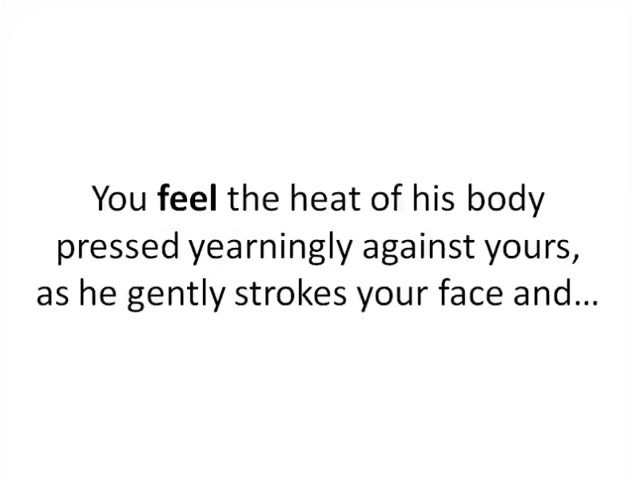 You feel the heat of his body
pressed yearningly against yours,
as he gently strokes your face and...